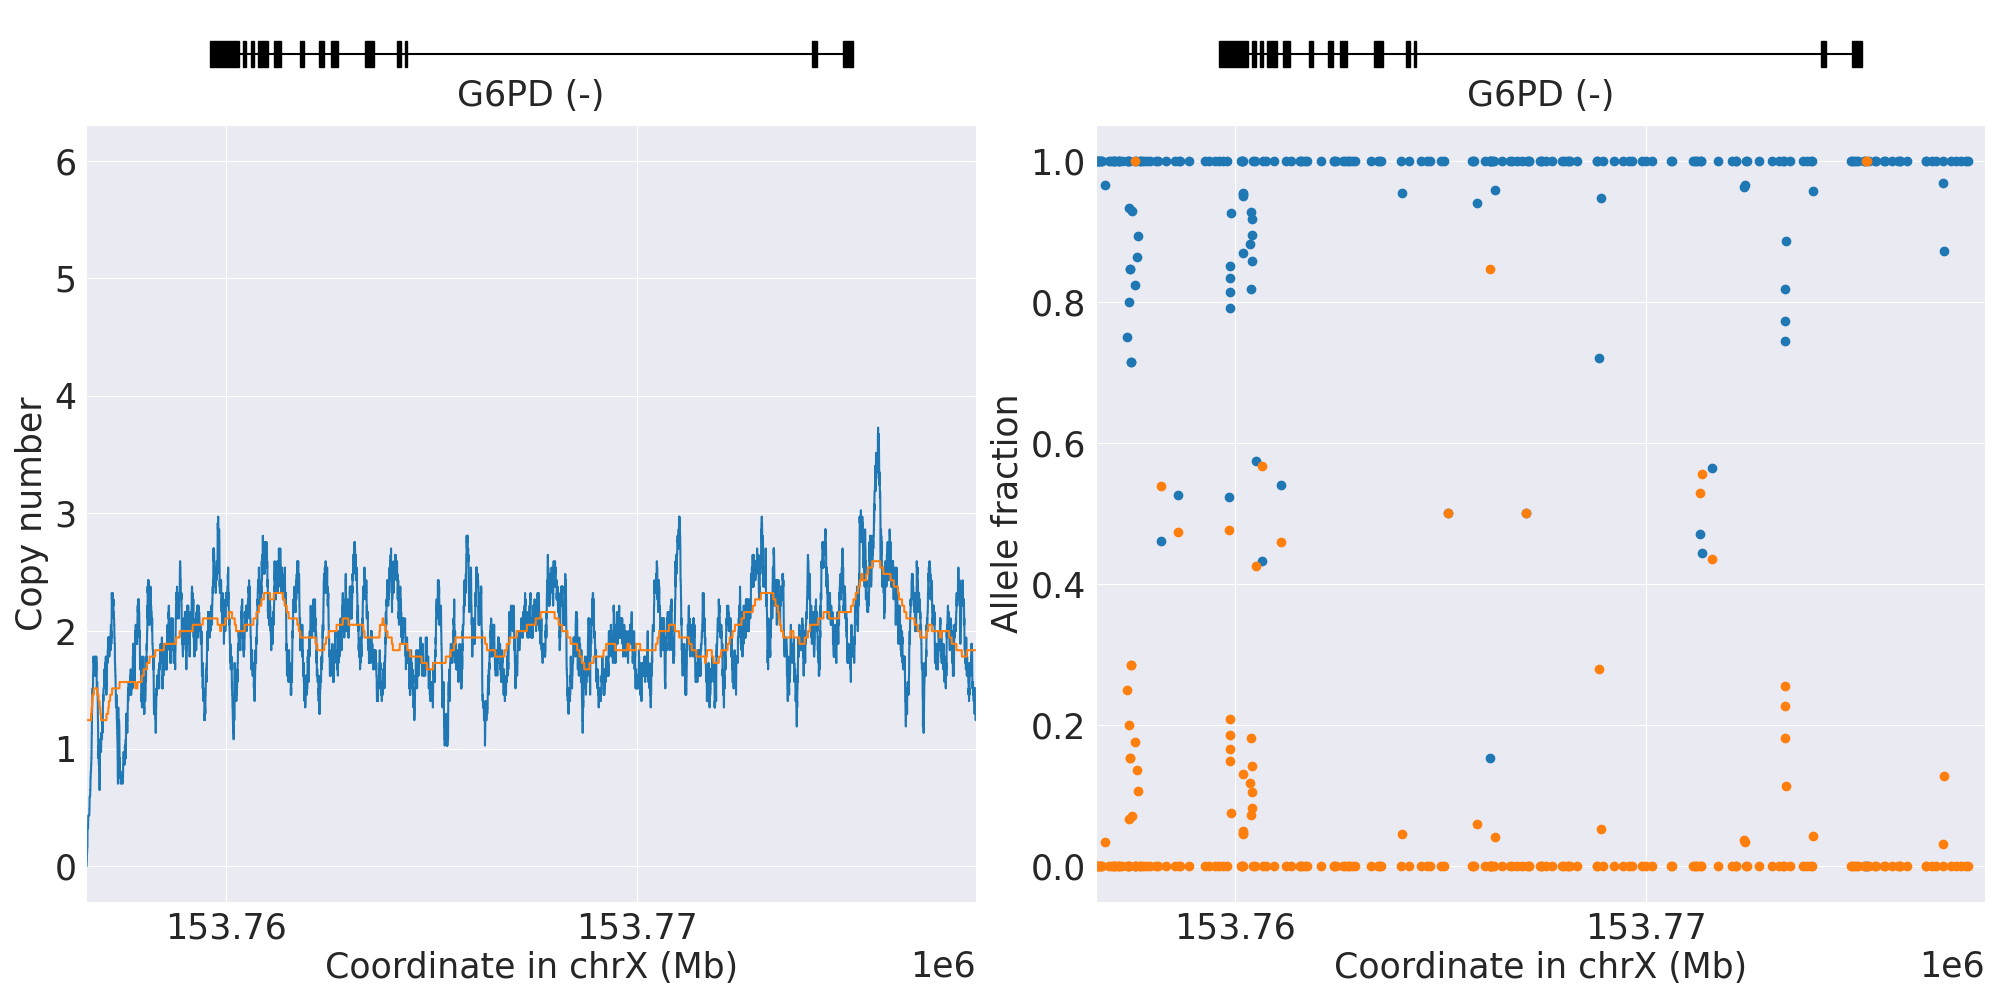 G6PD (-)
G6PD (-)
6
5
4
3
2
1
0
Copy number
153.76
153.77
Coordinate in chrX (Mb)
1e6
1.0
0.8
0.6
0.4
0.2
0.0
Allele fraction
153.76
153.77
Coordinate in chrX (Mb)
1e6